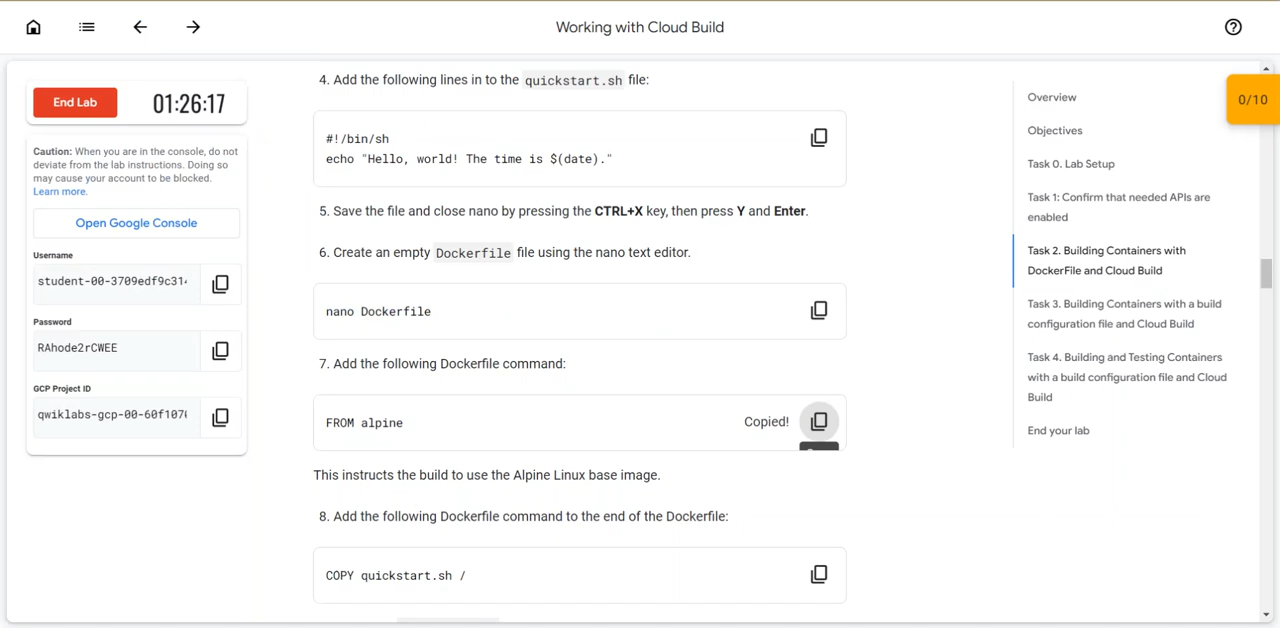 Working with Cloud Build
End Lab
01:26:17
Caution: When you are in the console, do not
deviate from the lab instructions. Doing so
may cause your account to be blocked.
Learn more.
Open Google Console
Username
student-00-3709edf9c314
Password
RAhode2rCWEE
GCP Project ID
qwiklabs-gcp-00-60f1070
4. Add the following lines in to the quickstart.sh file:
#!/bin/sh
echo "Hello, world! The time is $(date)."
5. Save the file and close nano by pressing the CTRL+X key, then press Y and Enter.
6. Create an empty Dockerfile file using the nano text editor.
nano Dockerfile
7. Add the following Dockerfile command:
FROM alpine
Copied!
This instructs the build to use the Alpine Linux base image.
8. Add the following Dockerfile command to the end of the Dockerfile:
COPY quickstart.sh /
Overview
Objectives
Task 0. Lab Setup
Task 1: Confirm that needed APIs are
enabled
Task 2. Building Containers with
DockerFile and Cloud Build
Task 3. Building Containers with a build
configuration file and Cloud Build
Task 4. Building and Testing Containers
with a build configuration file and Cloud
Build
End your lab
0/10